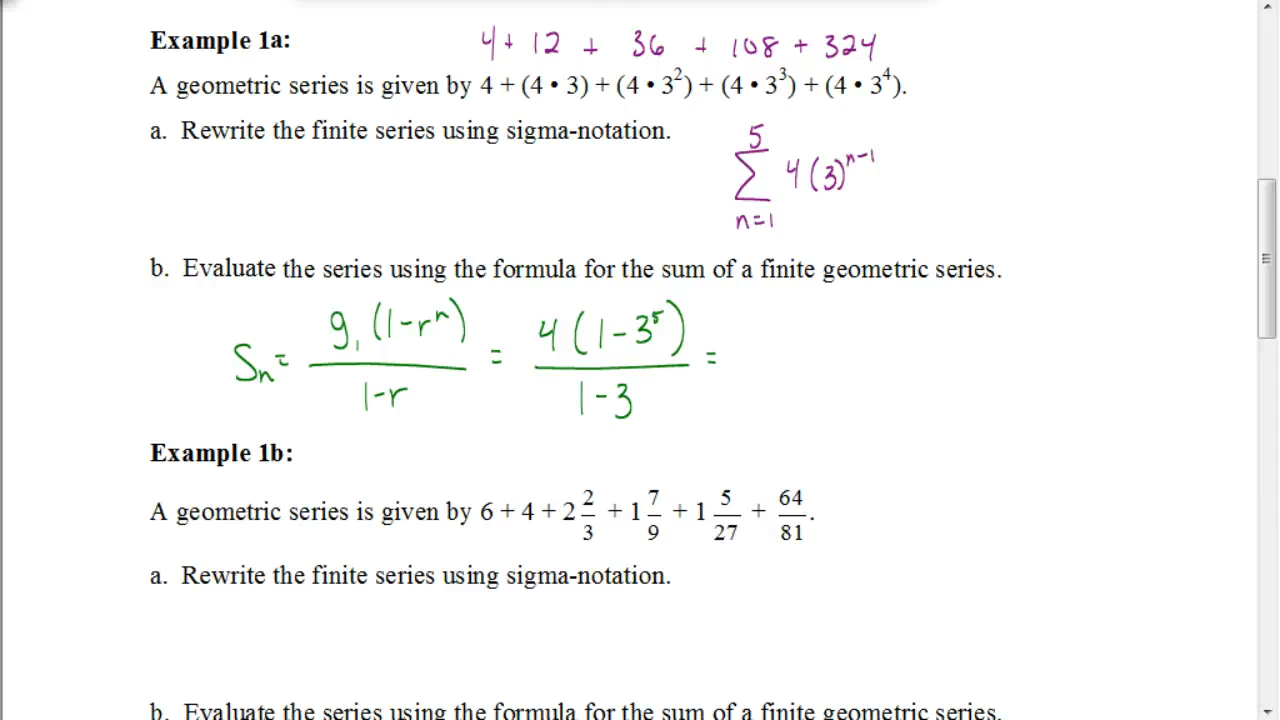 Example 1a:
4 + 12 + 36 + 108 + 324
A geometric series is given by 4 + (4 • 3) + (4 • 3²) + (4 • 3³) + (4 • 3⁴).
a. Rewrite the finite series using sigma-notation.
5
∑ 4(3)ⁿ⁻¹
n=1
b. Evaluate the series using the formula for the sum of a finite geometric series.
Sₙ = g₁(1-rⁿ) / 1-r = 4(1-3⁵) / 1-3 =
Example 1b:
A geometric series is given by 6 + 4 + 2 2/3 + 1 7/9 + 1 5/27 + 64/81.
a. Rewrite the finite series using sigma-notation.
b. Evaluate the series using the formula for the sum of a finite geometric series.